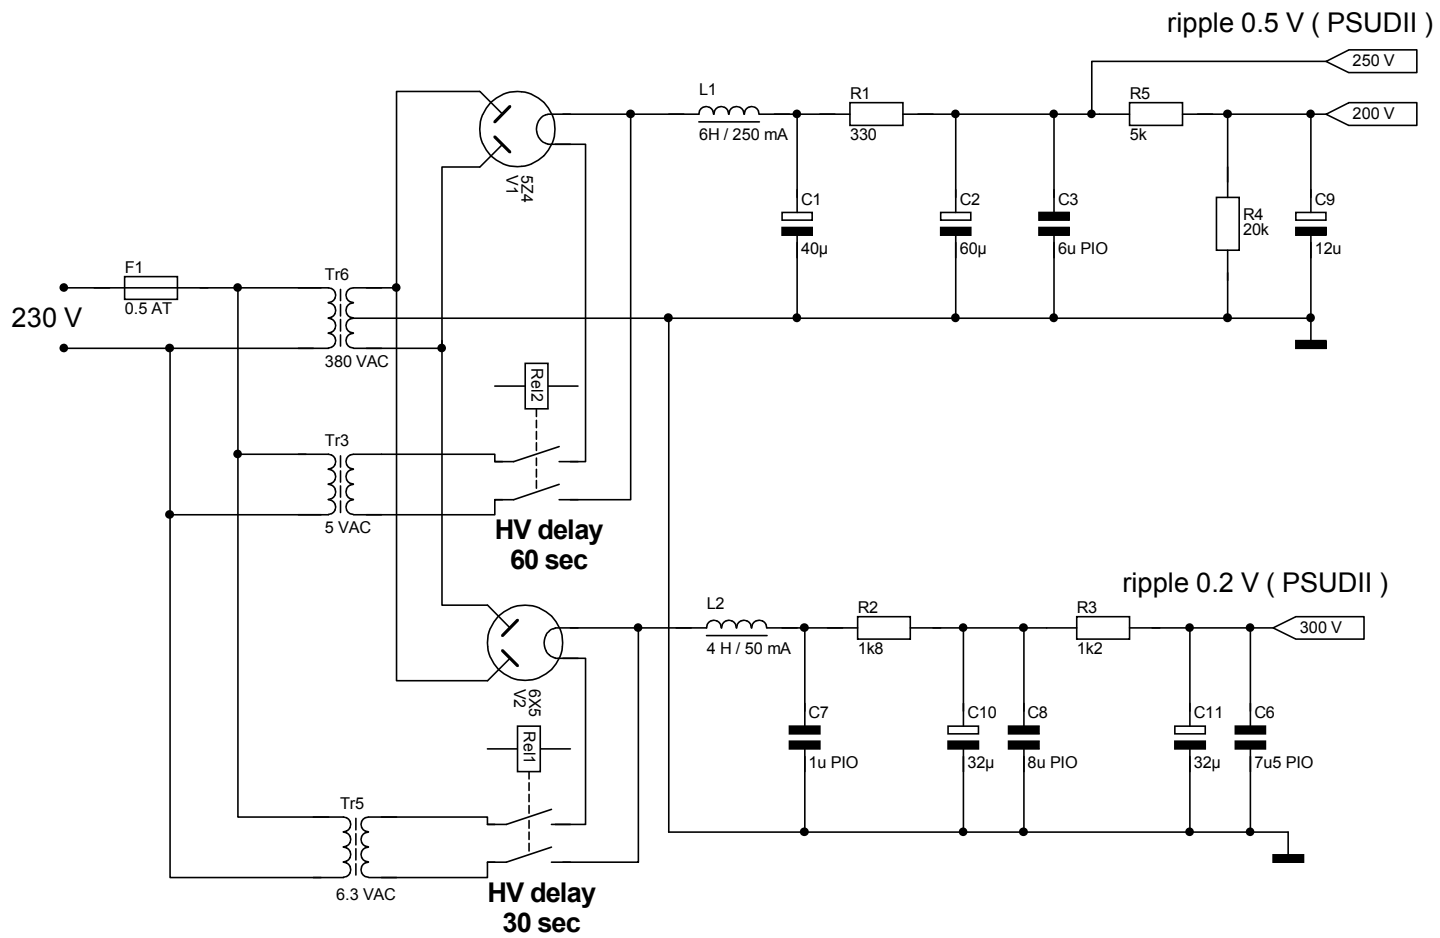 ripple 0.5 V ( PSUDII )
250 V
L1
R1
R5
200 V
6H / 250 mA
330
5k
5Z4
V1
C1
C2
C3
R4
C9
40µ
60µ
6u PIO
20k
12u
F1
0.5 AT
230 V
Tr6
380 VAC
Rel2
Tr3
5 VAC
HV delay
60 sec
ripple 0.2 V ( PSUDII )
L2
R2
R3
300 V
4 H / 50 mA
1k8
1k2
6X5
V2
C7
C10
C8
C11
C6
1u PIO
32µ
8u PIO
32µ
7u5 PIO
Rel1
Tr5
6.3 VAC
HV delay
30 sec